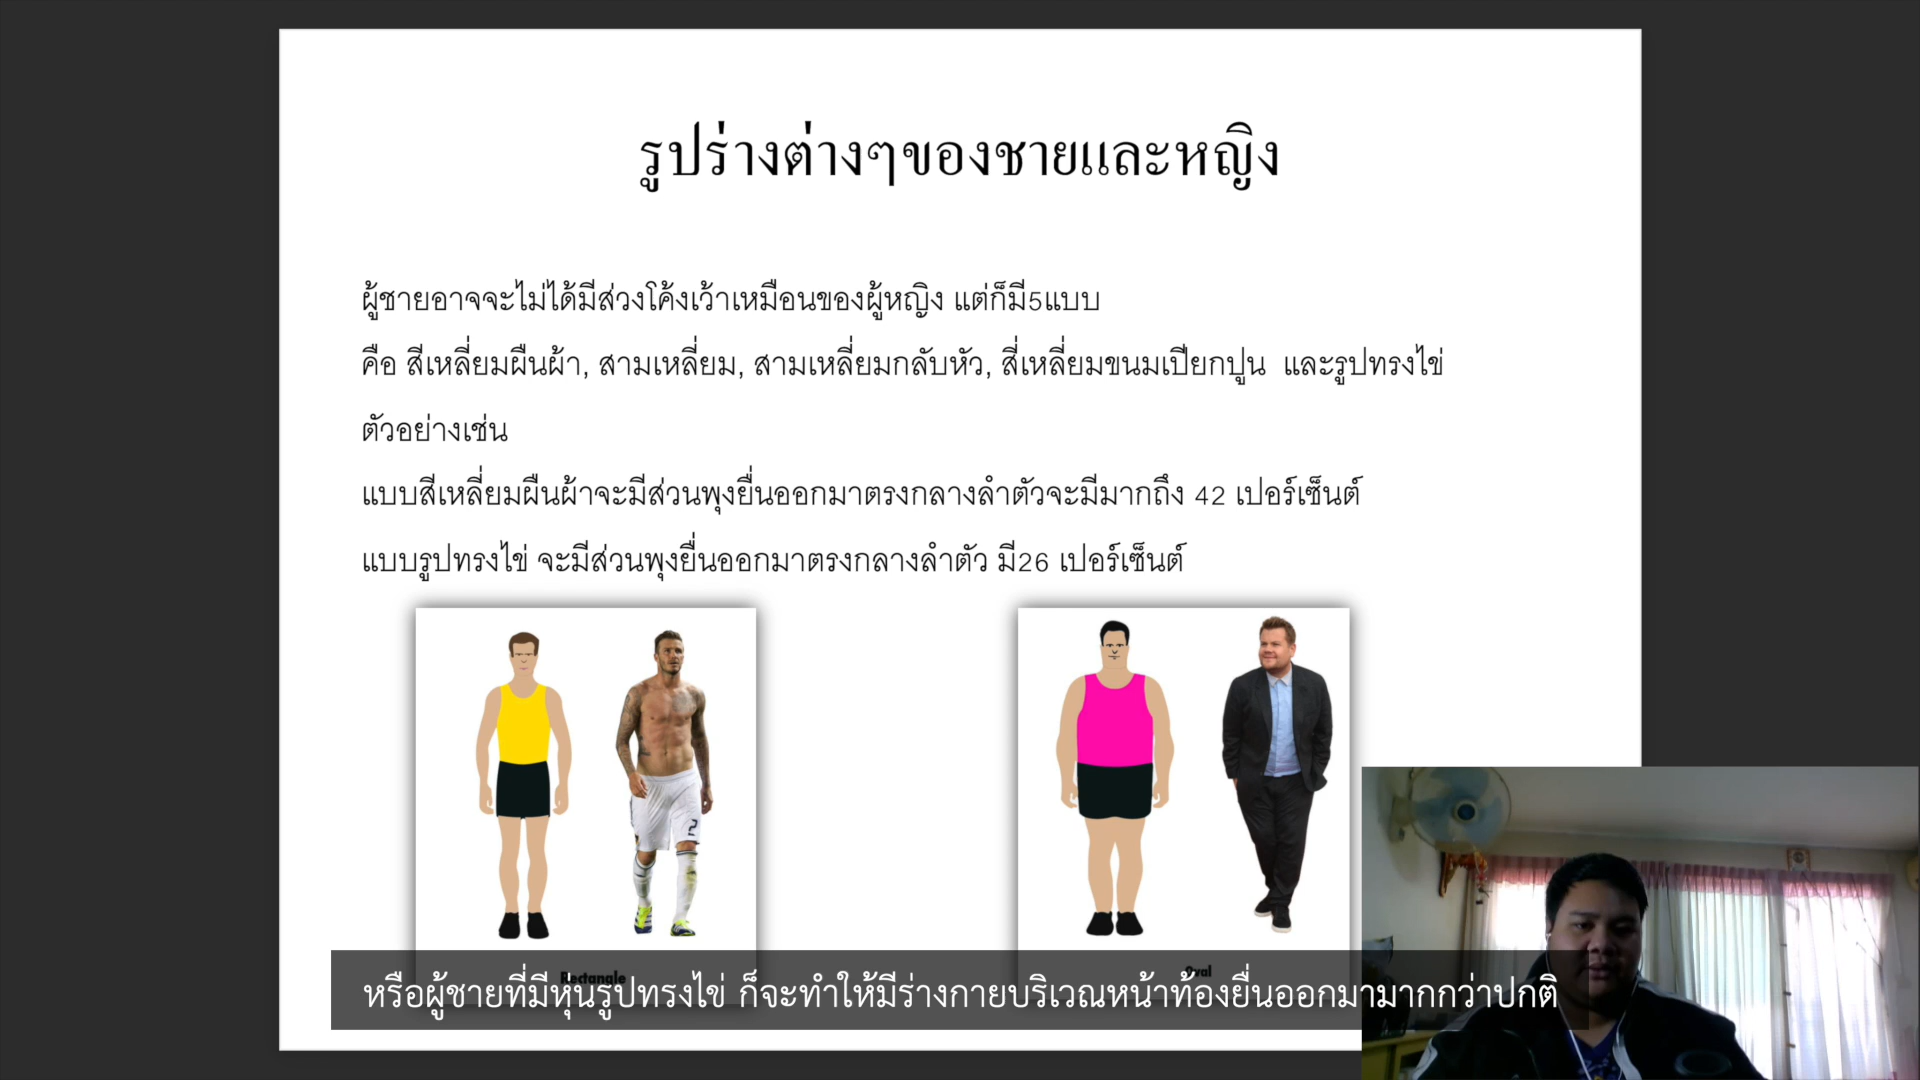 รูปร่างต่างๆของชายและหญิง
ผู้ชายอาจจะไม่ได้มีส่วงโค้งเว้าเหมือนของผู้หญิง แต่ก็มี5แบบ
คือ สีเหลี่ยมผืนผ้า, สามเหลี่ยม, สามเหลี่ยมกลับหัว, สี่เหลี่ยมขนมเปียกปูน และรูปทรงไข่
ตัวอย่างเช่น
แบบสีเหลี่ยมผืนผ้าจะมีส่วนพุงยื่นออกมาตรงกลางลำตัวจะมีมากถึง 42 เปอร์เซ็นต์
แบบรูปทรงไข่ จะมีส่วนพุงยื่นออกมาตรงกลางลำตัว มี26 เปอร์เซ็นต์
2
Rectangle
Oval
หรือผู้ชายที่มีหุ่นรูปทรงไข่ ก็จะทำให้มีร่างกายบริเวณหน้าท้องยื่นออกมามากกว่าปกติ